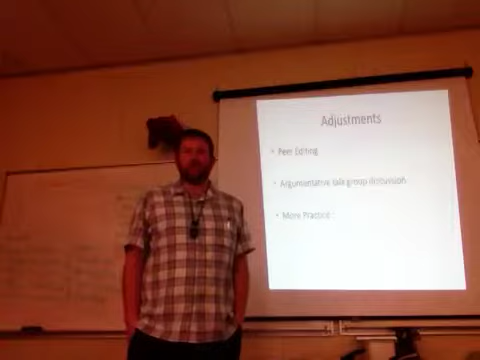 Adjustments
• Peer Editing
• Argumentative talk group discussion
• More Practice